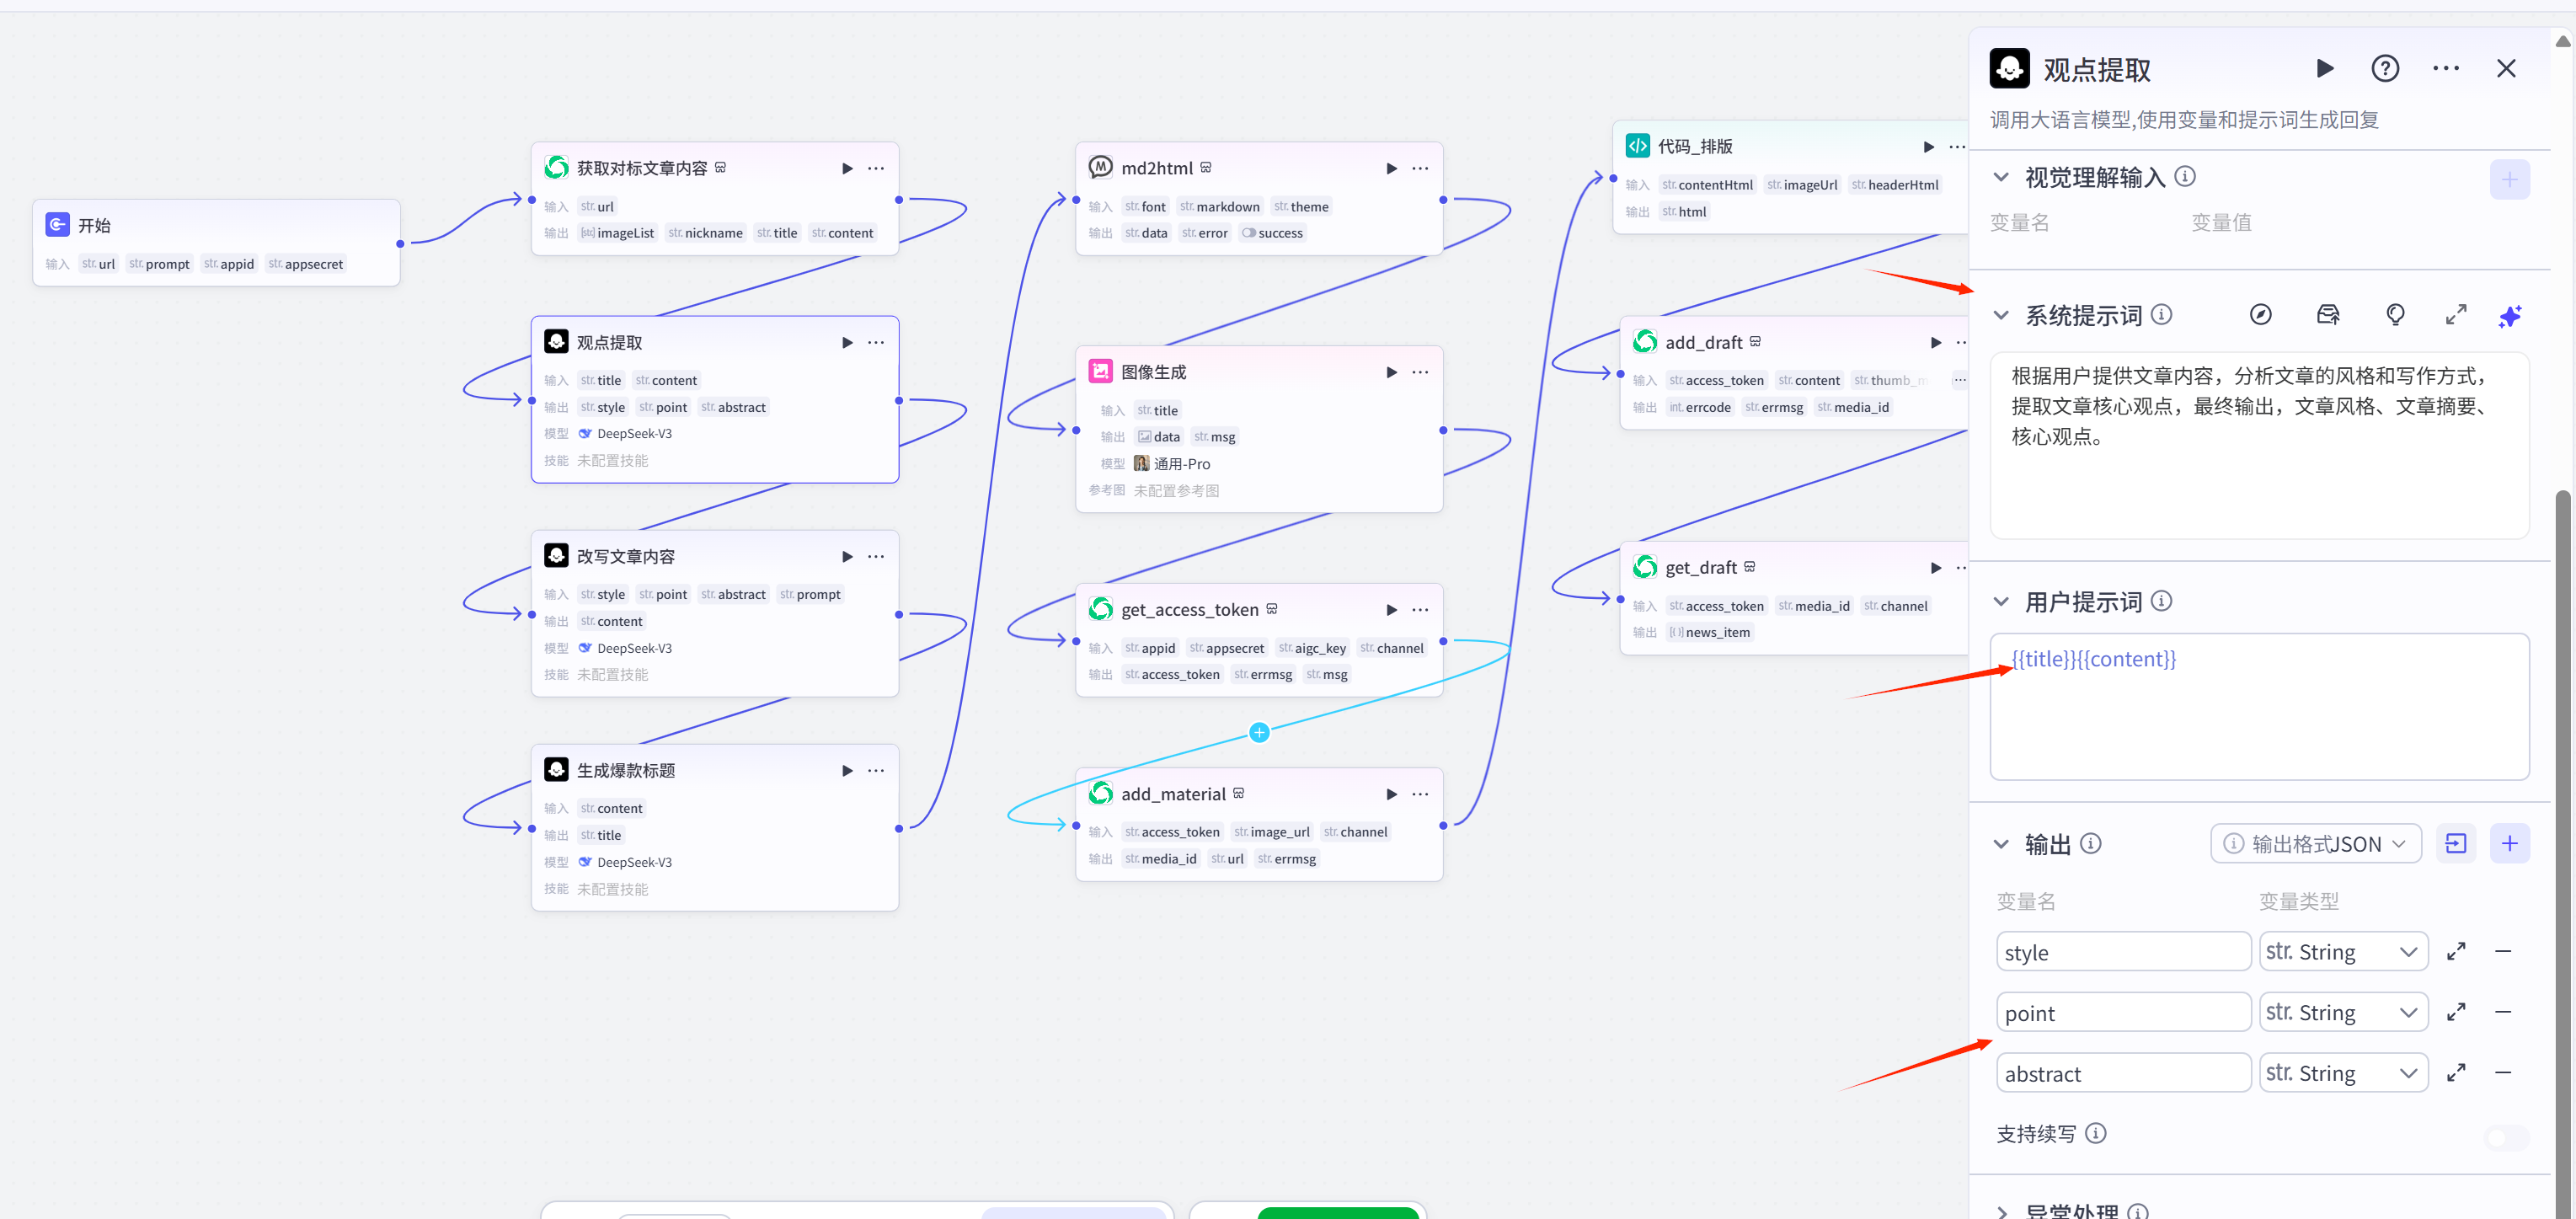 开始
输入 str. url str. prompt str. appid str. appsecret
获取对标文章内容
输入 str. url
输出 [str] imageList str. nickname str. title str. content
观点提取
输入 str. title str. content
输出 str. style str. point str. abstract
模型 DeepSeek-V3
技能 未配置技能
改写文章内容
输入 str. style str. point str. abstract str. prompt
输出 str. content
模型 DeepSeek-V3
技能 未配置技能
生成爆款标题
输入 str. content
输出 str. title
模型 DeepSeek-V3
技能 未配置技能
md2html
输入 str. font str. markdown str. theme
输出 str. data str. error success
图像生成
输入 str. title
输出 data str. msg
模型 通用-Pro
参考图 未配置参考图
get_access_token
输入 str. appid str. appsecret str. aigc_key str. channel
输出 str. access_token str. errmsg str. msg
add_material
输入 str. access_token str. image_url str. channel
输出 str. media_id str. url str. errmsg
代码_排版
输入 str. contentHtml str. imageUrl str. headerHtml
输出 str. html
add_draft
输入 str. access_token str. content str. thumb_m
输出 int. errcode str. errmsg str. media_id
get_draft
输入 str. access_token str. media_id str. channel
输出 [{}] news_item
观点提取
调用大语言模型,使用变量和提示词生成回复
视觉理解输入
变量名 变量值
系统提示词
根据用户提供文章内容，分析文章的风格和写作方式，
提取文章核心观点，最终输出，文章风格、文章摘要、
核心观点。
用户提示词
{{title}}{{content}}
输出 输出格式JSON
变量名 变量类型
style str. String
point str. String
abstract str. String
支持续写
异常处理